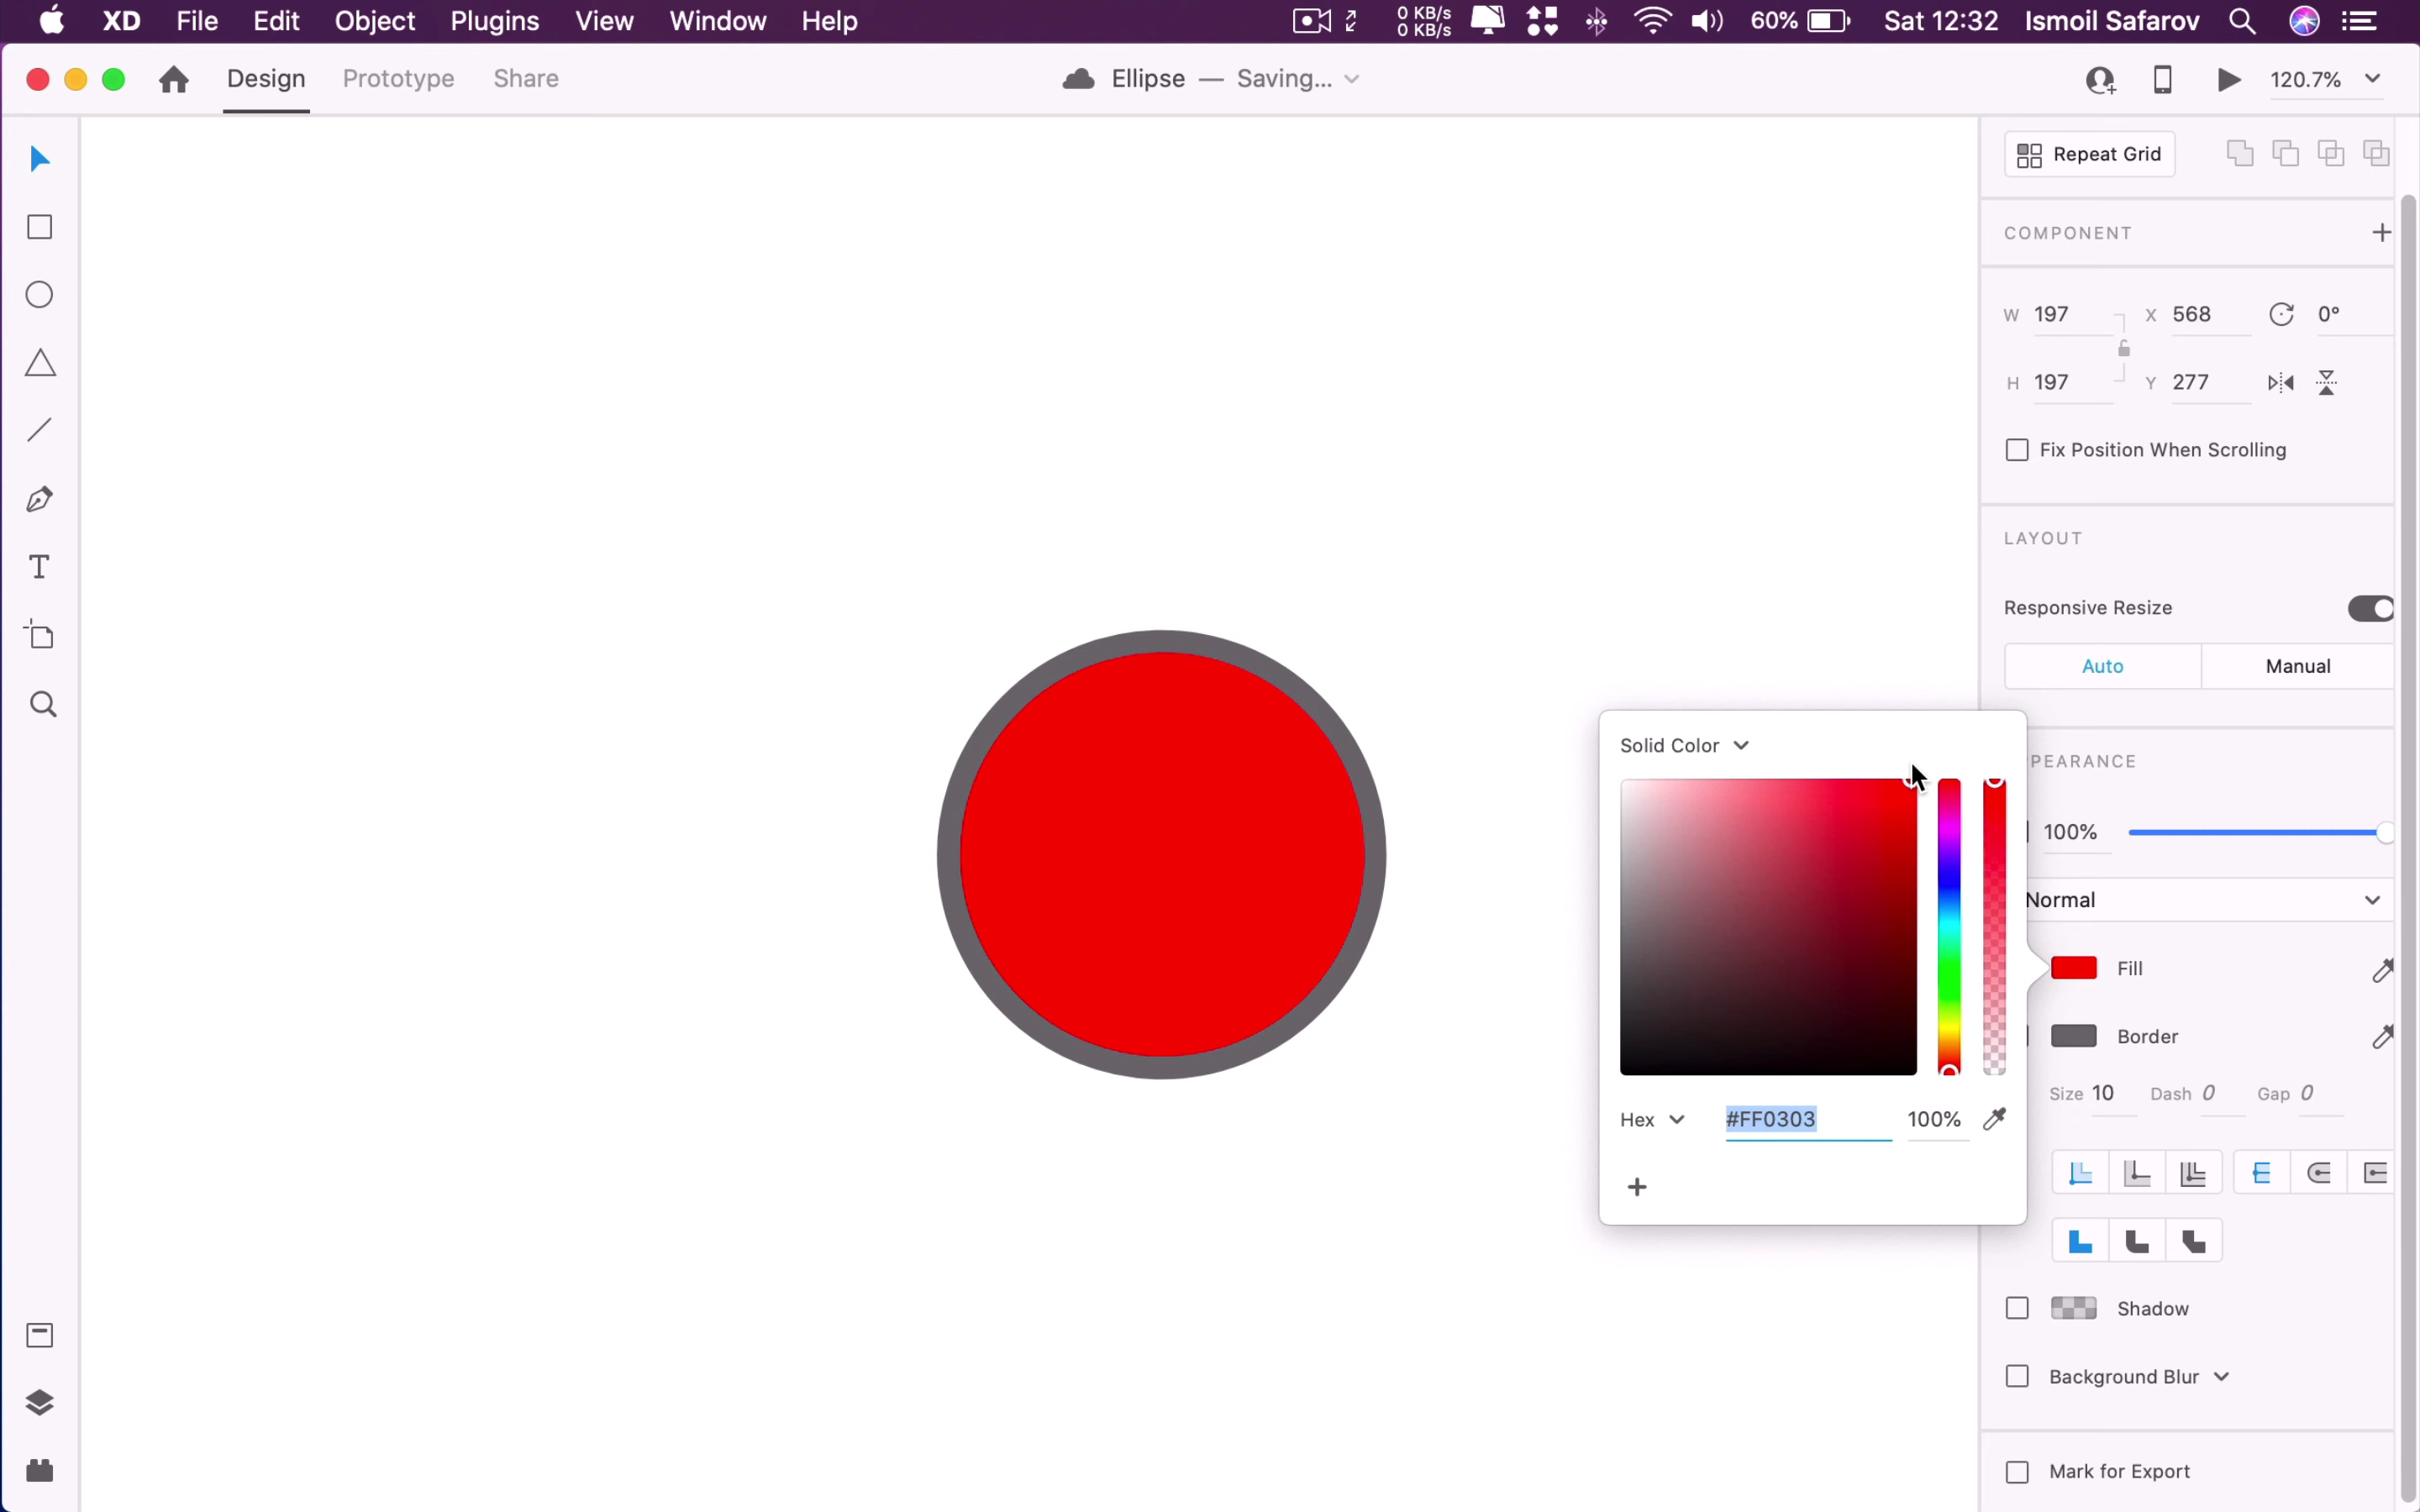 XD File Edit Object Plugins View Window Help 0 KB/s 60% Sat 12:32 Ismoil Safarov
0 KB/s
Design Prototype Share Ellipse — Saving... 120.7%
Repeat Grid
COMPONENT
W 197 X 568 0°
H 197 Y 277
Fix Position When Scrolling
LAYOUT
Responsive Resize
Auto Manual
Solid Color
PEARANCE
100%
Normal
Fill
Border
Size 10 Dash 0 Gap 0
Hex #FF0303 100%
Shadow
Background Blur
Mark for Export